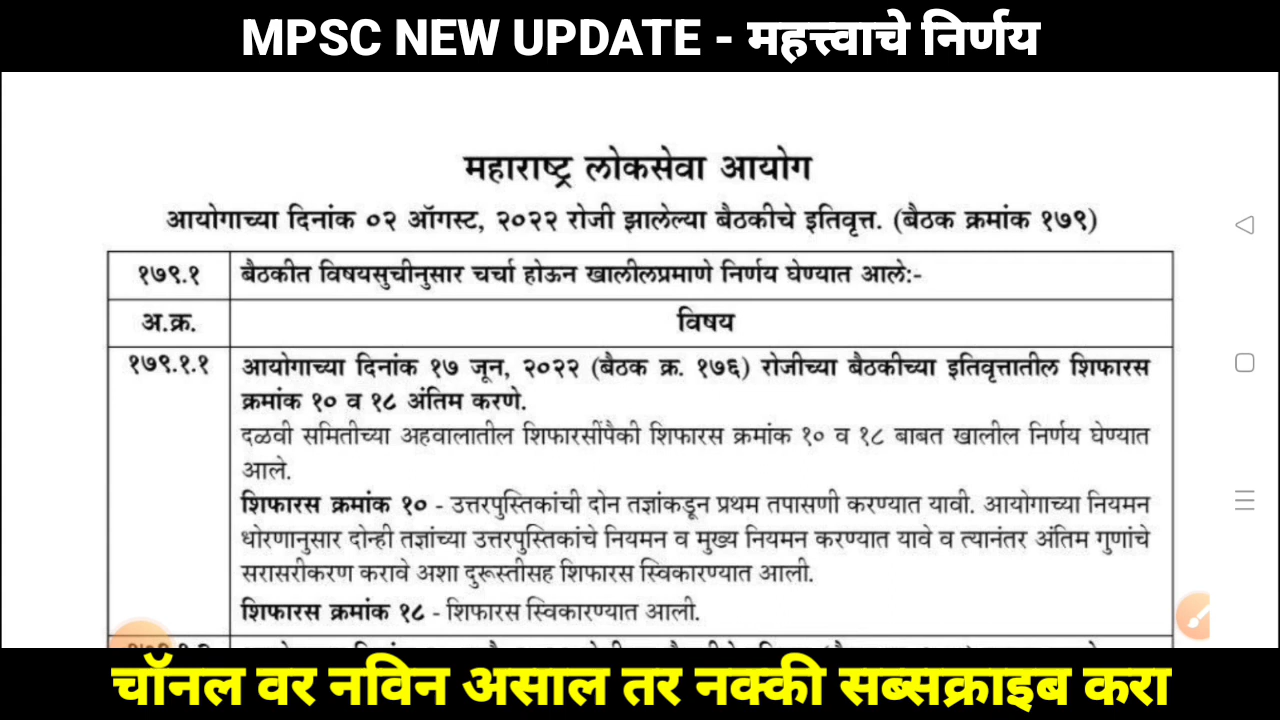 MPSC NEW UPDATE - महत्त्वाचे निर्णय
महाराष्ट्र लोकसेवा आयोग
आयोगाच्या दिनांक ०२ ऑगस्ट, २०२२ रोजी झालेल्या बैठकीचे इतिवृत्त. (बैठक क्रमांक १७९)
१७९.१ बैठकीत विषयसुचीनुसार चर्चा होऊन खालीलप्रमाणे निर्णय घेण्यात आले:-
अ.क्र. विषय
१७९.१.१ आयोगाच्या दिनांक १७ जून, २०२२ (बैठक क्र. १७६) रोजीच्या बैठकीच्या इतिवृत्तातील शिफारस
क्रमांक १० व १८ अंतिम करणे.
दळवी समितीच्या अहवालातील शिफारसींपैकी शिफारस क्रमांक १० व १८ बाबत खालील निर्णय घेण्यात
आले.
शिफारस क्रमांक १० - उत्तरपुस्तिकांची दोन तज्ञांकडून प्रथम तपासणी करण्यात यावी. आयोगाच्या नियमन
धोरणानुसार दोन्ही तज्ञांच्या उत्तरपुस्तिकांचे नियमन व मुख्य नियमन करण्यात यावे व त्यानंतर अंतिम गुणांचे
सरासरीकरण करावे अशा दुरूस्तीसह शिफारस स्विकारण्यात आली.
शिफारस क्रमांक १८ - शिफारस स्विकारण्यात आली.
चॉनल वर नविन असाल तर नक्की सब्सक्राइब करा